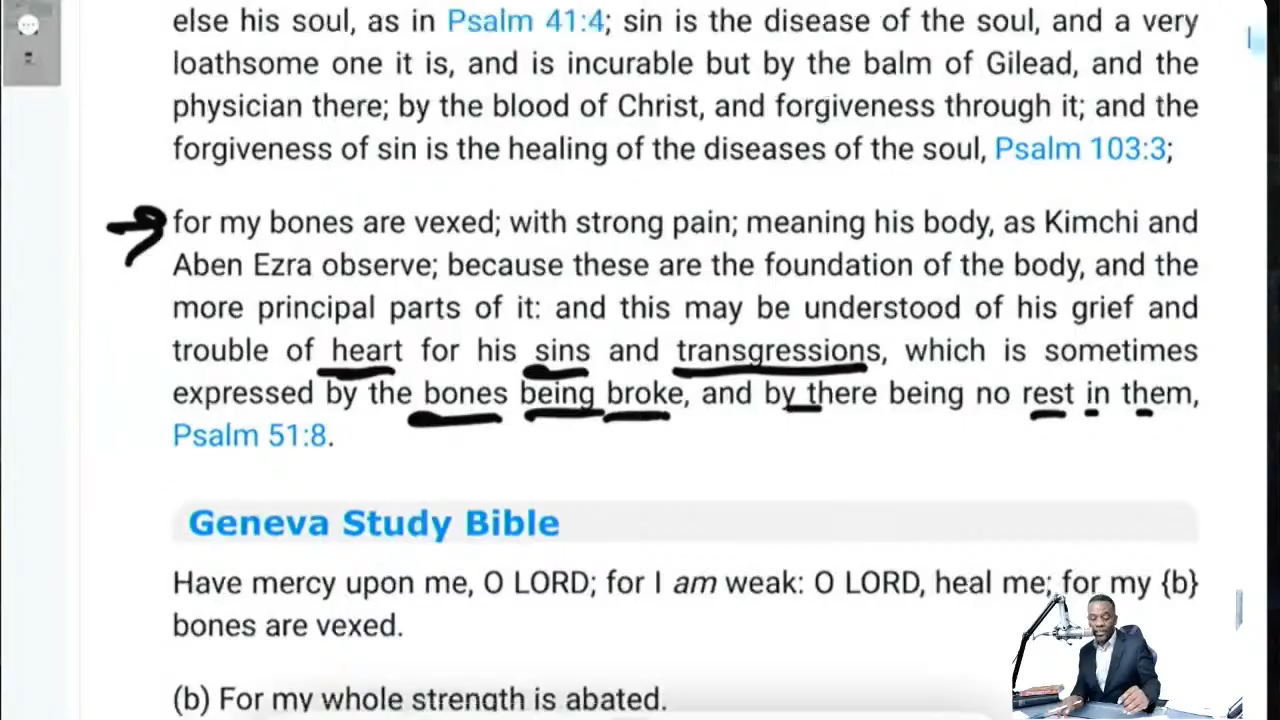 else his soul, as in Psalm 41:4; sin is the disease of the soul, and a very
loathsome one it is, and is incurable but by the balm of Gilead, and the
physician there; by the blood of Christ, and forgiveness through it; and the
forgiveness of sin is the healing of the diseases of the soul, Psalm 103:3;
for my bones are vexed; with strong pain; meaning his body, as Kimchi and
Aben Ezra observe; because these are the foundation of the body, and the
more principal parts of it: and this may be understood of his grief and
trouble of heart for his sins and transgressions, which is sometimes
expressed by the bones being broke, and by there being no rest in them,
Psalm 51:8.
Geneva Study Bible
Have mercy upon me, O LORD; for I am weak: O LORD, heal me; for my {b}
bones are vexed.
(b) For my whole strength is abated.